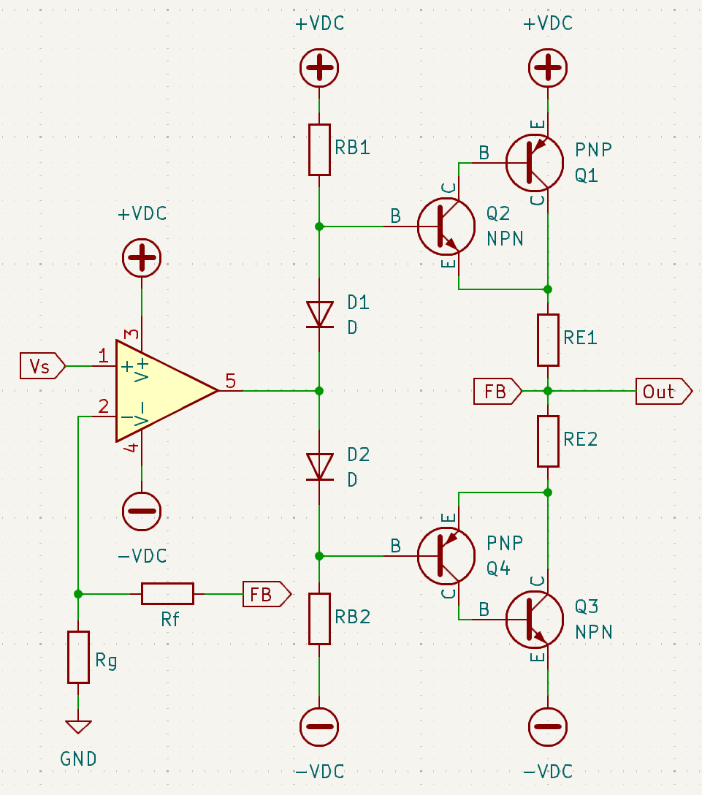 +VDC
+VDC
RB1
E
B
PNP
Q1
C
C
B
Q2
NPN
E
+VDC
D1
D
3
Vs
1
+
V+
5
RE1
2
V-
4
FB
Out
−VDC
D2
D
RE2
E
B
PNP
Q4
C
C
B
Q3
NPN
E
Rf
FB
RB2
Rg
GND
−VDC
−VDC